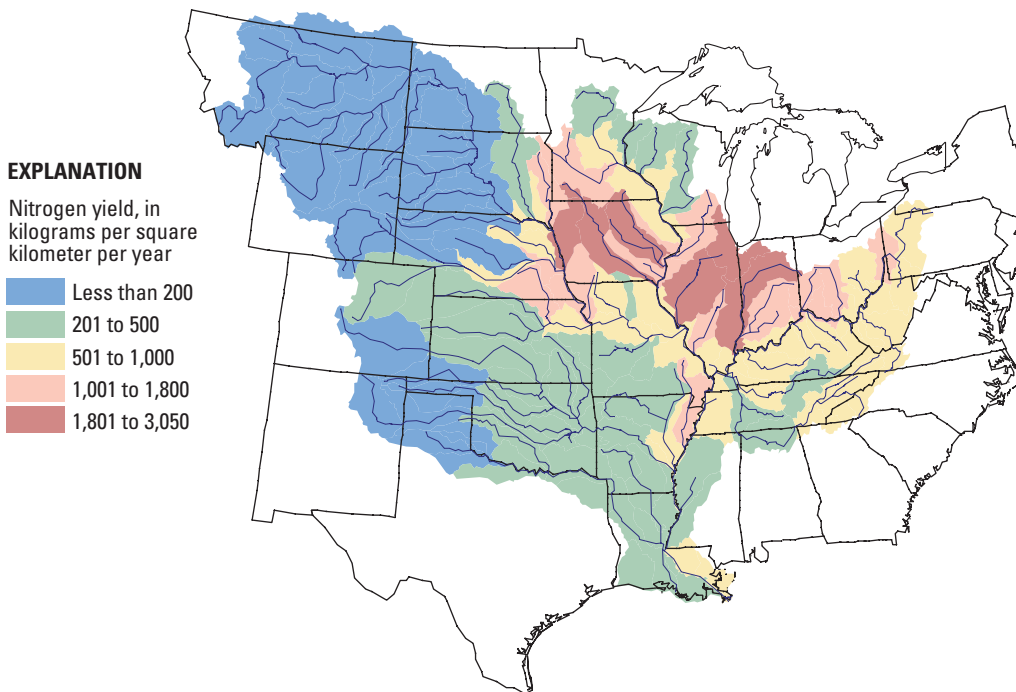 EXPLANATION
Nitrogen yield, in
kilograms per square
kilometer per year
Less than 200
201 to 500
501 to 1,000
1,001 to 1,800
1,801 to 3,050